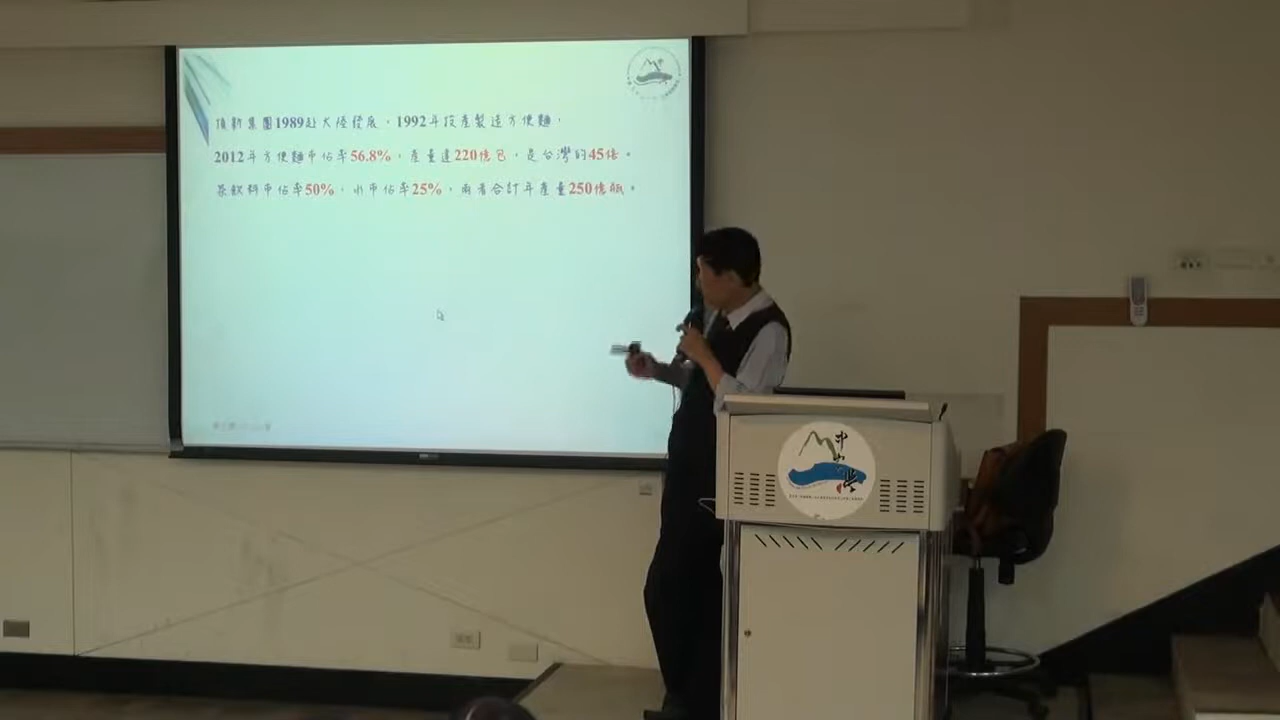 頂新集團1989赴大陸發展，1992年投產製造方便麵，
2012年方便麵市佔率56.8%，產量達220億包，是台灣的45倍。
茶飲料市佔率50%，水市佔率25%，兩者合計年產量250億瓶。
中
山